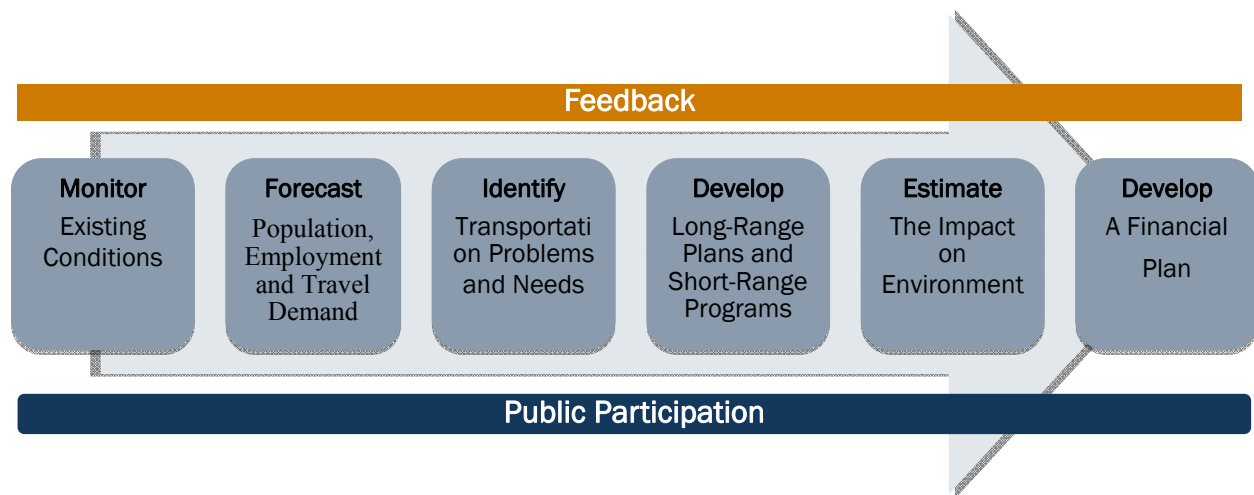 Feedback
Monitor
Existing
Conditions
Forecast
Population,
Employment
and Travel
Demand
Identify
Transportati
on Problems
and Needs
Develop
Long-Range
Plans and
Short-Range
Programs
Estimate
The Impact
on
Environment
Develop
A Financial
Plan
Public Participation